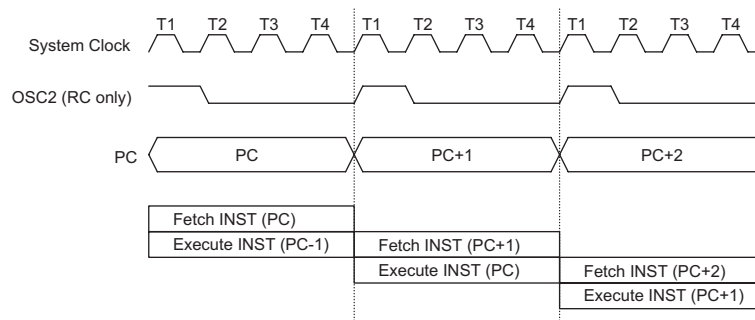 T1 T2 T3 T4 T1 T2 T3 T4 T1 T2 T3 T4
System Clock
OSC2 (RC only)
PC PC PC+1 PC+2
Fetch INST (PC)
Execute INST (PC-1) Fetch INST (PC+1)
Execute INST (PC) Fetch INST (PC+2)
Execute INST (PC+1)